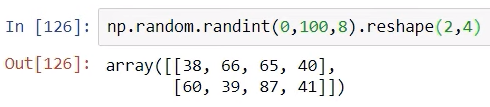 In [126]: np.random.randint(0,100,8).reshape(2,4)
Out[126]: array([[38, 66, 65, 40],
[60, 39, 87, 41]])